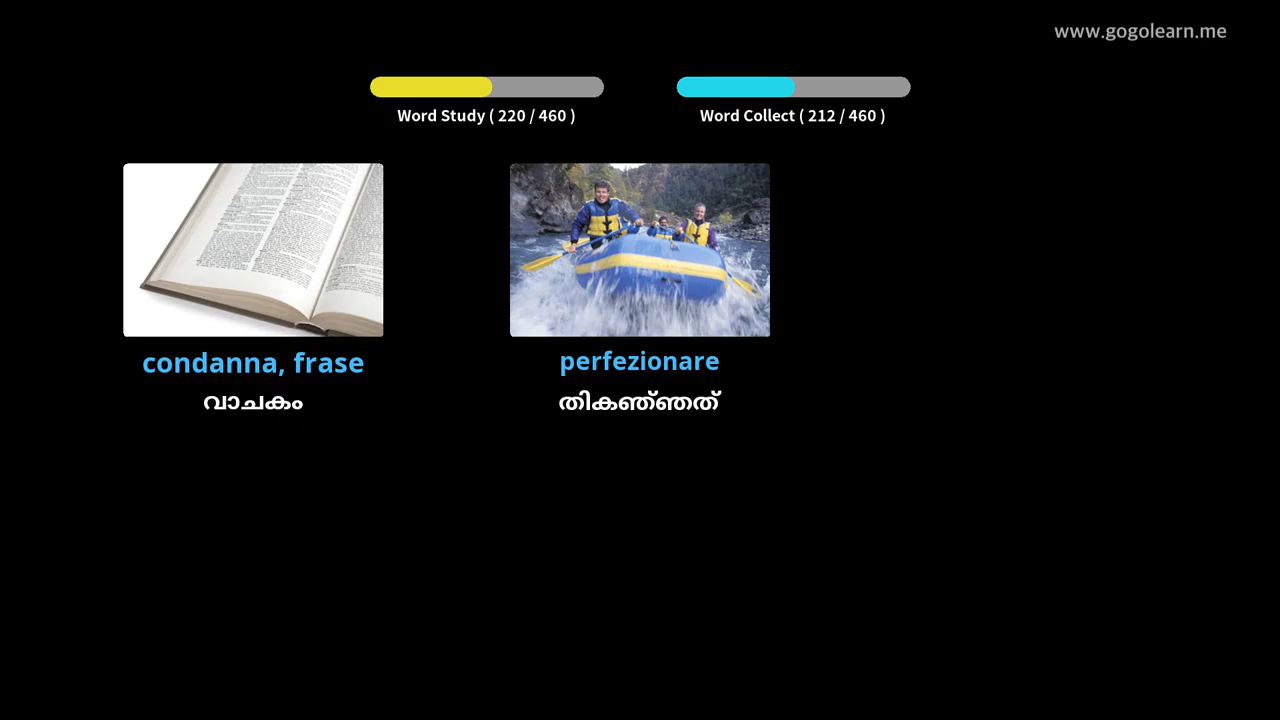 www.gogolearn.me
Word Study ( 220 / 460 )
Word Collect ( 212 / 460 )
condanna, frase
വാചകം
perfezionare
തികഞ്ഞത്